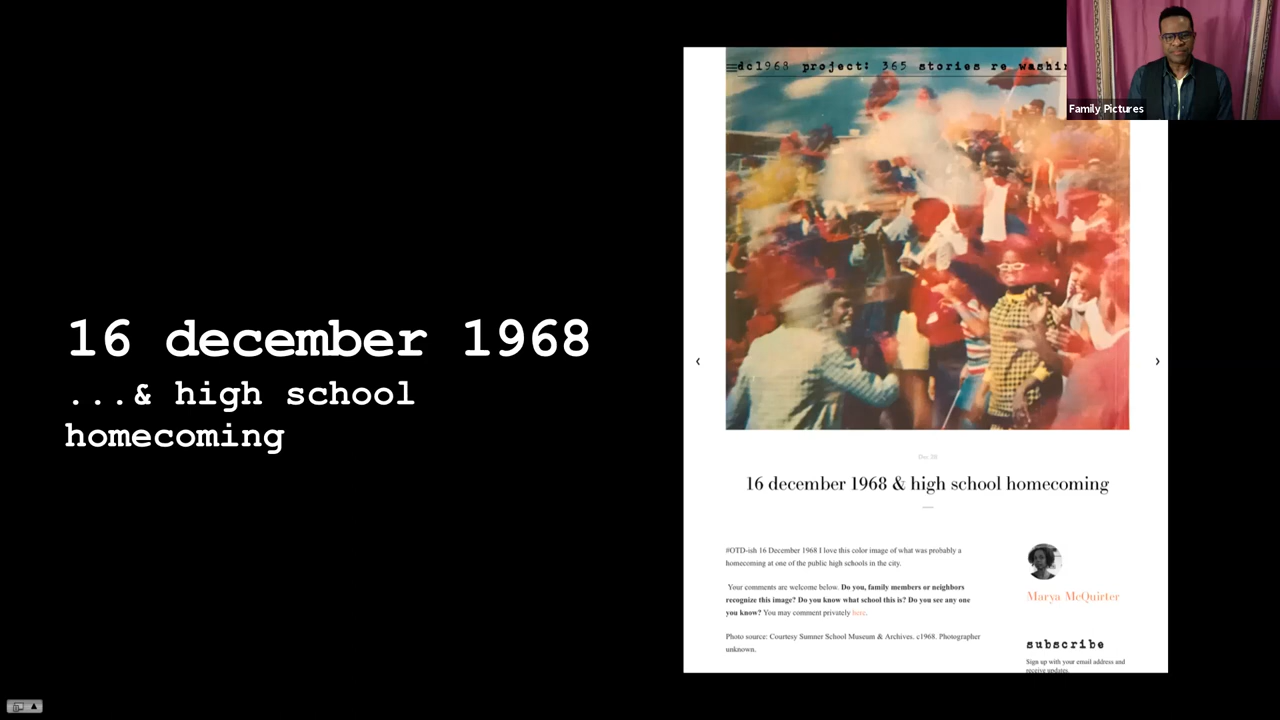 dc1968 project: 365 stories re washin
Family Pictures
16 december 1968
...& high school
homecoming
‹
›
Dec 28
16 december 1968 & high school homecoming
#OTD-ish 16 December 1968 I love this color image of what was probably a
homecoming at one of the public high schools in the city.
Your comments are welcome below. Do you, family members or neighbors
recognize this image? Do you know what school this is? Do you see any one
you know? You may comment privately here.
Photo source: Courtesy Sumner School Museum & Archives. c1968. Photographer
unknown.
Marya McQuirter
subscribe
Sign up with your email address and
receive updates